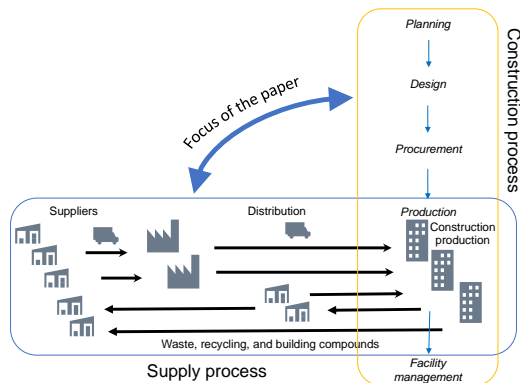 Planning
Design
Procurement
Construction process
Focus of the paper
Suppliers
Distribution
Production
Construction
production
Waste, recycling, and building compounds
Supply process
Facility
management